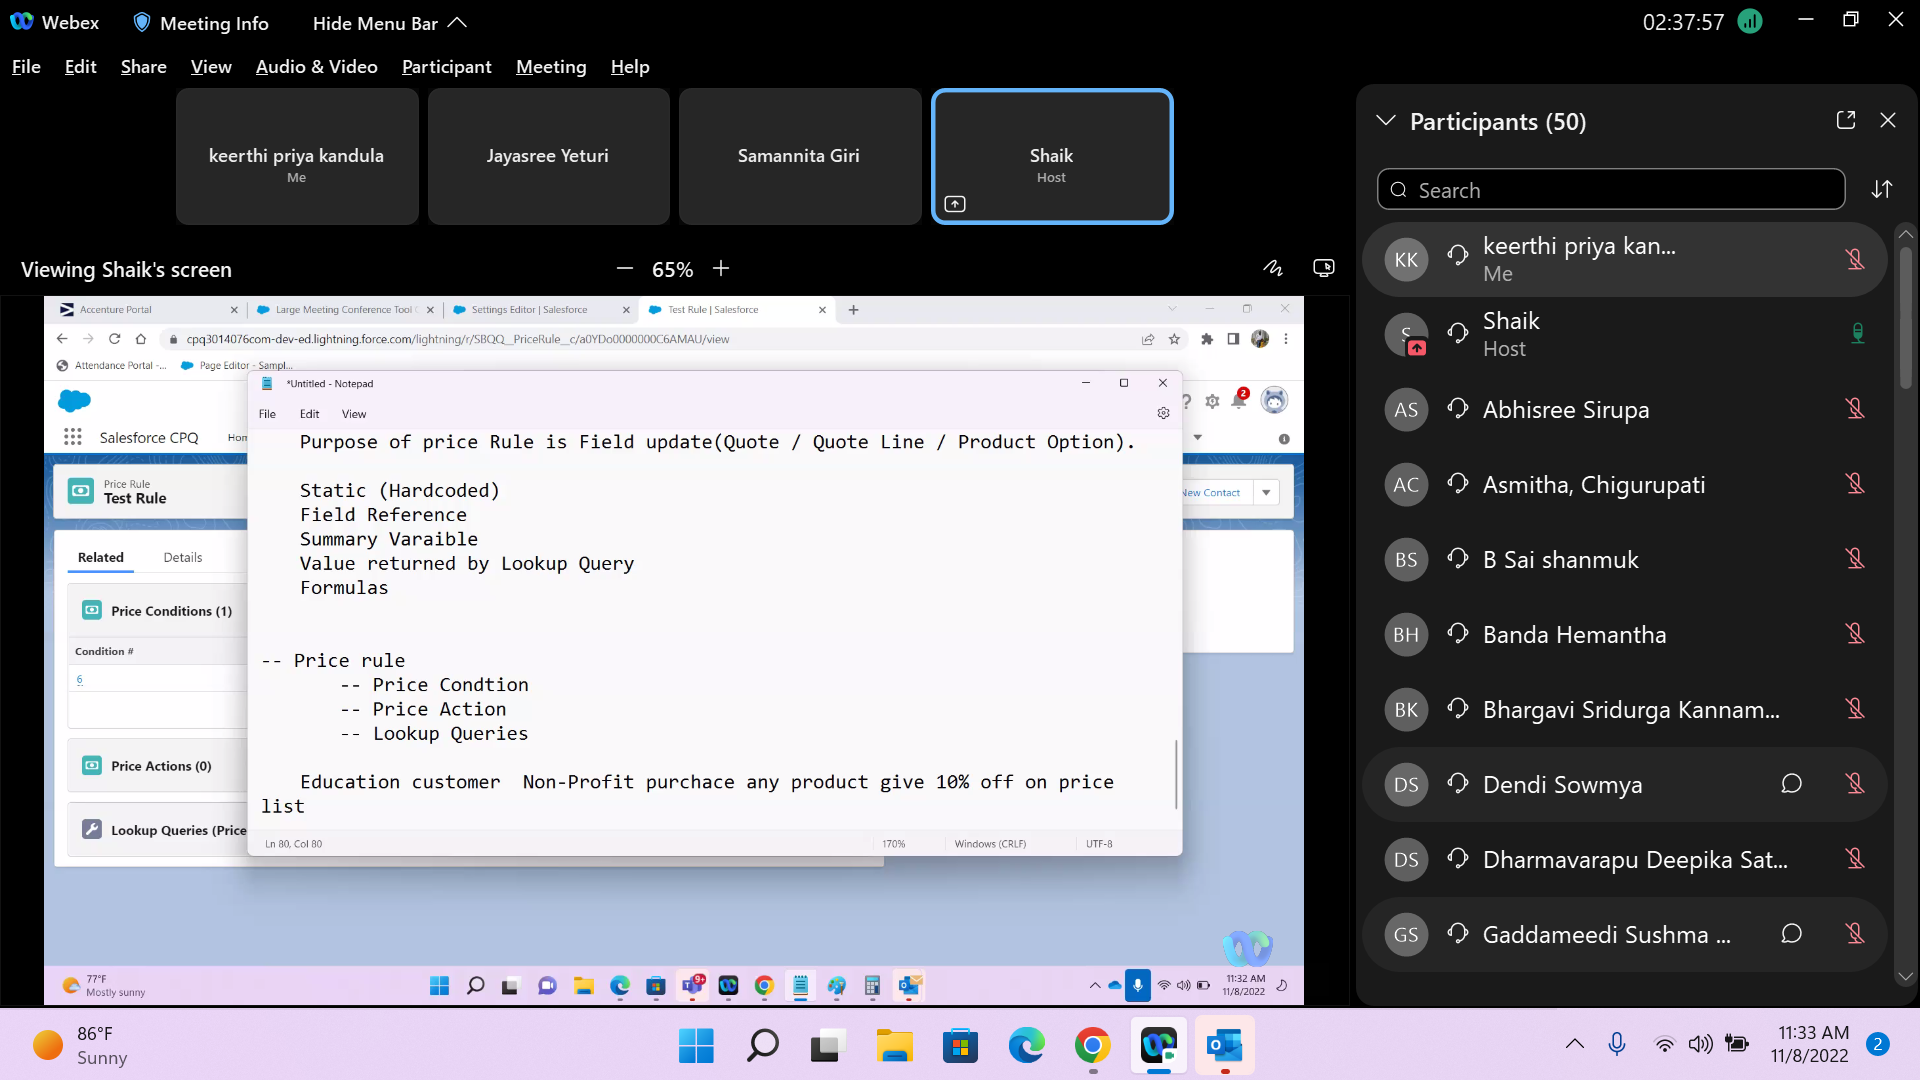 Webex
Meeting Info
Hide Menu Bar
02:37:57
File Edit Share View Audio & Video Participant Meeting Help
keerthi priya kandula
Me
Jayasree Yeturi
Samannita Giri
Shaik
Host
Viewing Shaik's screen
65%
Accenture Portal
Large Meeting Conference Tool
Settings Editor | Salesforce
Test Rule | Salesforce
cpq3014076com-dev-ed.lightning.force.com/lightning/r/SBQQ__PriceRule__c/a0YDo0000000C6AMAU/view
Attendance Portal -...
Page Editor - Sampl...
Salesforce CPQ
Hom
2
Price Rule
Test Rule
New Contact
Related Details
Price Conditions (1)
Condition #
6
Price Actions (0)
Lookup Queries (Price
*Untitled - Notepad
File Edit View
Purpose of price Rule is Field update(Quote / Quote Line / Product Option).
Static (Hardcoded)
Field Reference
Summary Varaible
Value returned by Lookup Query
Formulas
-- Price rule
-- Price Condtion
-- Price Action
-- Lookup Queries
Education customer  Non-Profit purchace any product give 10% off on price
list
Ln 80, Col 80
170%
Windows (CRLF)
UTF-8
77°F
Mostly sunny
9+
11:32 AM
11/8/2022
Participants (50)
Search
KK
keerthi priya kan...
Me
S
Shaik
Host
AS
Abhisree Sirupa
AC
Asmitha, Chigurupati
BS
B Sai shanmuk
BH
Banda Hemantha
BK
Bhargavi Sridurga Kannam...
DS
Dendi Sowmya
DS
Dharmavarapu Deepika Sat...
GS
Gaddameedi Sushma ...
86°F
Sunny
11:33 AM
11/8/2022
2